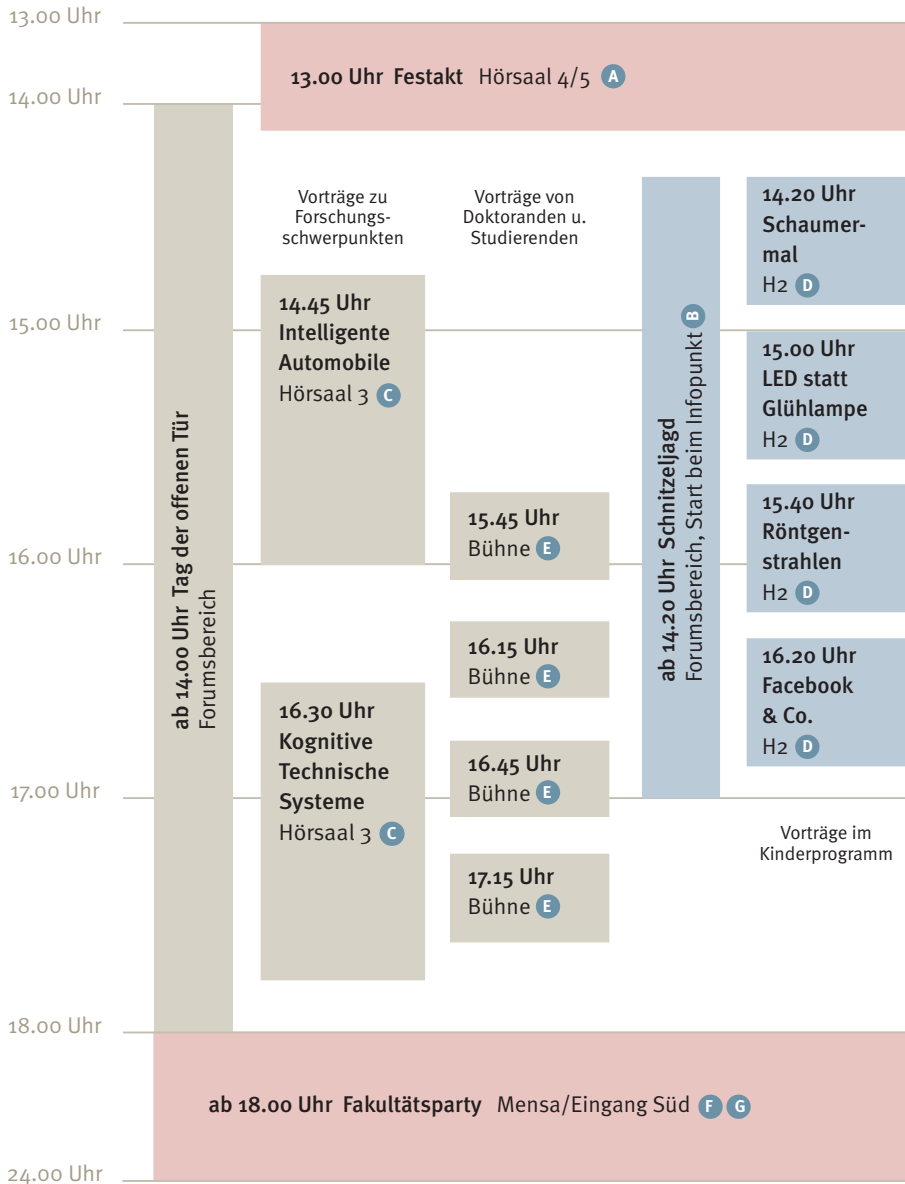 13.00 Uhr
13.00 Uhr Festakt Hörsaal 4/5 A
14.00 Uhr
ab 14.00 Uhr Tag der offenen Tür
Forumsbereich
Vorträge zu
Forschungs-
schwerpunkten
14.45 Uhr
Intelligente
Automobile
Hörsaal 3 C
16.30 Uhr
Kognitive
Technische
Systeme
Hörsaal 3 C
Vorträge von
Doktoranden u.
Studierenden
15.45 Uhr
Bühne E
16.15 Uhr
Bühne E
16.45 Uhr
Bühne E
17.15 Uhr
Bühne E
ab 14.20 Uhr Schnitzeljagd
Forumsbereich, Start beim Infopunkt B
14.20 Uhr
Schaumer-
mal
H2 D
15.00 Uhr
LED statt
Glühlampe
H2 D
15.40 Uhr
Röntgen-
strahlen
H2 D
16.20 Uhr
Facebook
& Co.
H2 D
Vorträge im
Kinderprogramm
15.00 Uhr
16.00 Uhr
17.00 Uhr
18.00 Uhr
ab 18.00 Uhr Fakultätsparty Mensa/Eingang Süd F G
24.00 Uhr